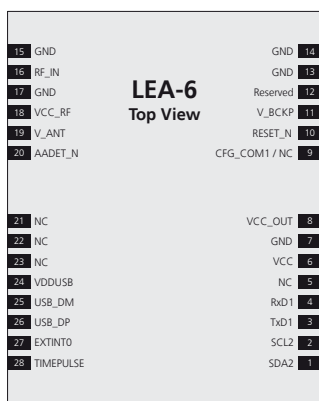 LEA-6
Top View
15 GND
16 RF_IN
17 GND
18 VCC_RF
19 V_ANT
20 AADET_N
21 NC
22 NC
23 NC
24 VDDUSB
25 USB_DM
26 USB_DP
27 EXTINT0
28 TIMEPULSE
GND 14
GND 13
Reserved 12
V_BCKP 11
RESET_N 10
CFG_COM1 / NC 9
VCC_OUT 8
GND 7
VCC 6
NC 5
RxD1 4
TxD1 3
SCL2 2
SDA2 1